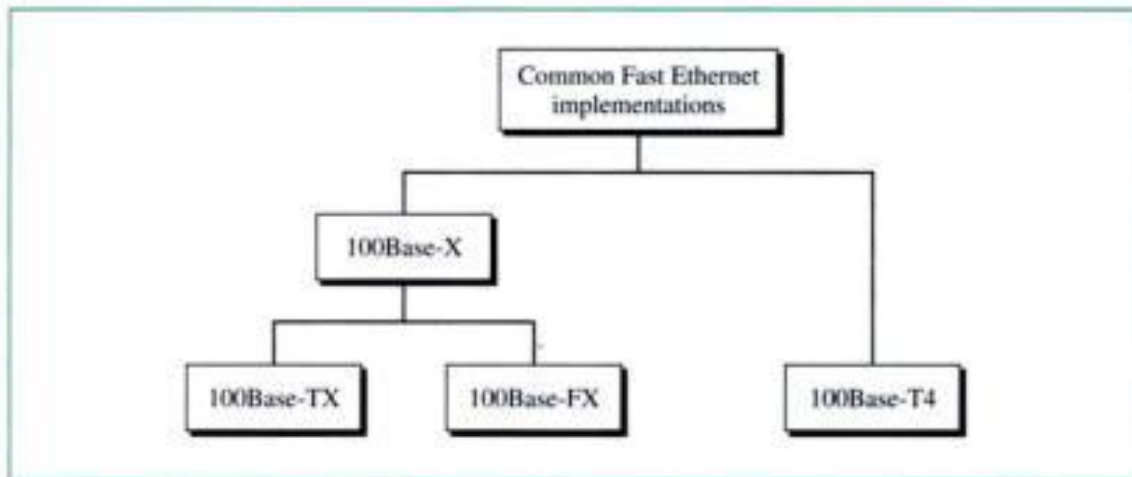 Common Fast Ethernet
implementations
100Base-X
100Base-TX
100Base-FX
100Base-T4